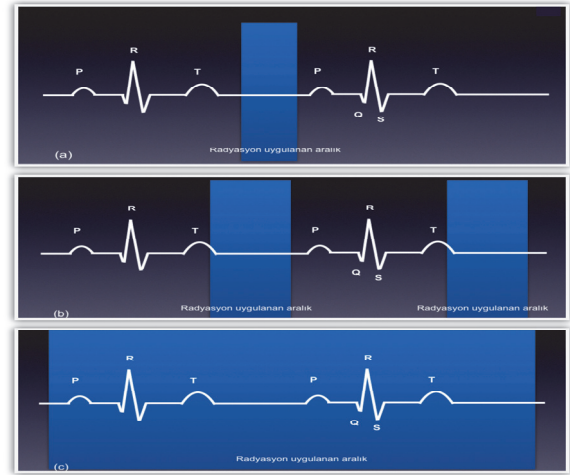 R
P T P R T
Q S
Radyasyon uygulanan aralık
(a)
R R
P T P T
Q S
Radyasyon uygulanan aralık Radyasyon uygulanan aralık
(b)
R R
P T P T
Q S
Radyasyon uygulanan aralık
(c)